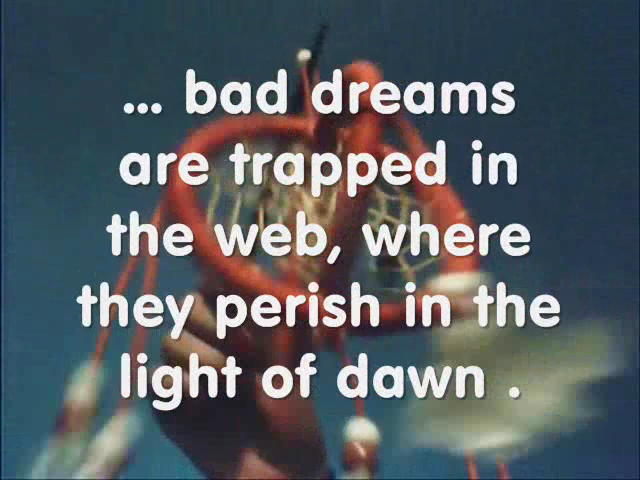 ... bad dreams
are trapped in
the web, where
they perish in the
light of dawn .